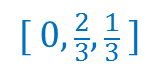 [ 0, 2/3, 1/3 ]